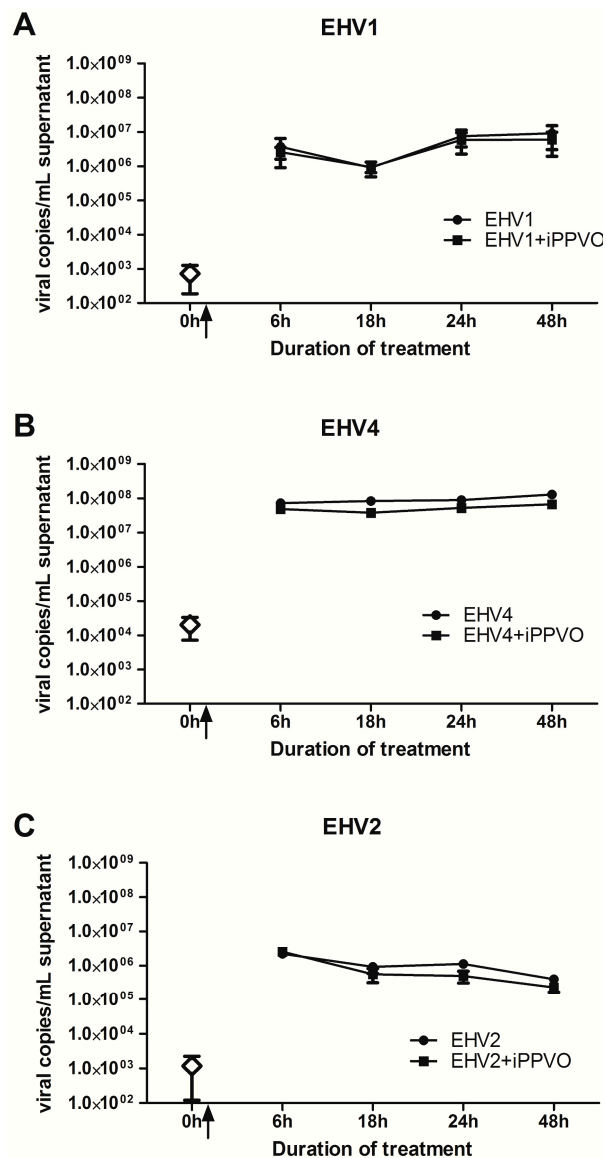 A
EHV1
viral copies/mL supernatant
1.0×10⁰⁹
1.0×10⁰⁸
1.0×10⁰⁷
1.0×10⁰⁶
1.0×10⁰⁵
1.0×10⁰⁴
1.0×10⁰³
1.0×10⁰²
EHV1
EHV1+iPPVO
0h 6h 18h 24h 48h
Duration of treatment
B
EHV4
viral copies/mL supernatant
1.0×10⁰⁹
1.0×10⁰⁸
1.0×10⁰⁷
1.0×10⁰⁶
1.0×10⁰⁵
1.0×10⁰⁴
1.0×10⁰³
1.0×10⁰²
EHV4
EHV4+iPPVO
0h 6h 18h 24h 48h
Duration of treatment
C
EHV2
viral copies/mL supernatant
1.0×10⁰⁹
1.0×10⁰⁸
1.0×10⁰⁷
1.0×10⁰⁶
1.0×10⁰⁵
1.0×10⁰⁴
1.0×10⁰³
1.0×10⁰²
EHV2
EHV2+iPPVO
0h 6h 18h 24h 48h
Duration of treatment